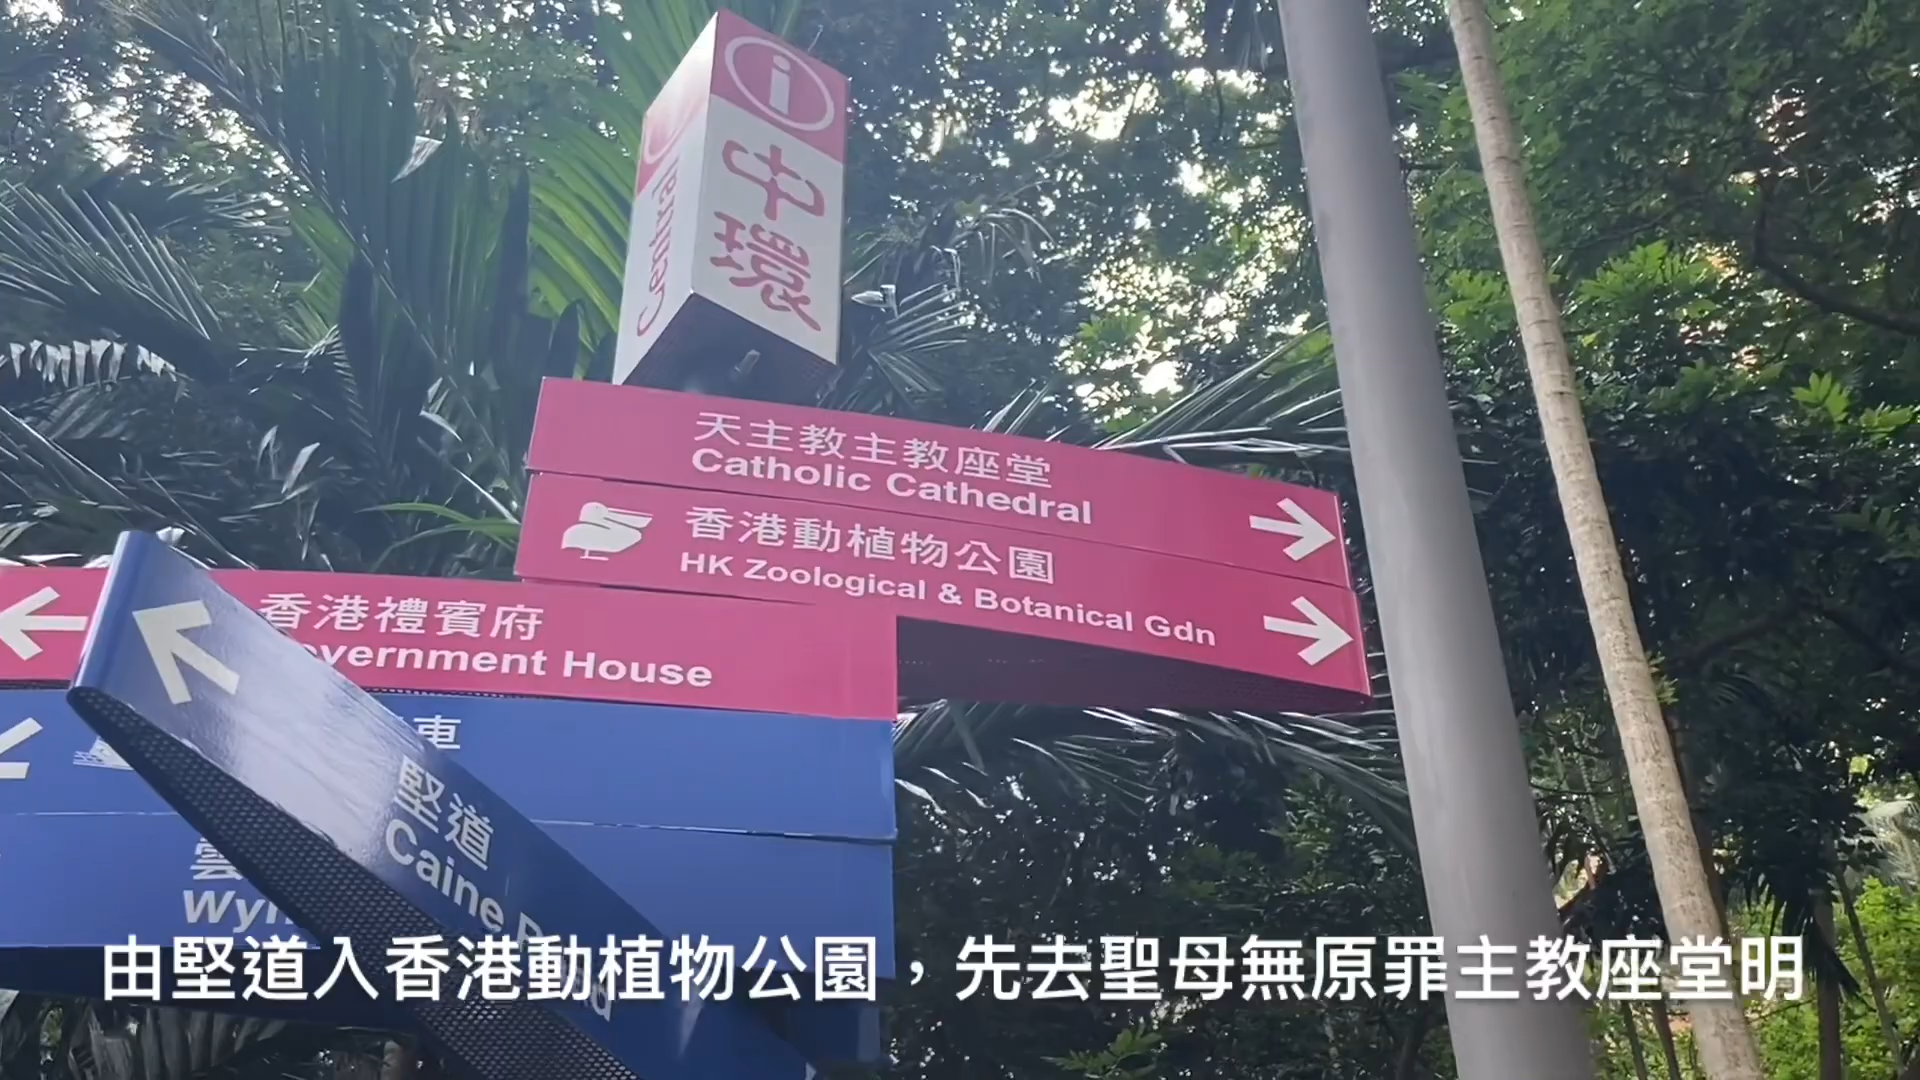 i
中環
Central
天主教主教座堂
Catholic Cathedral
香港動植物公園
HK Zoological & Botanical Gdn
香港禮賓府
vernment House
車
堅道
Caine
由堅道入香港動植物公園，先去聖母無原罪主教座堂明